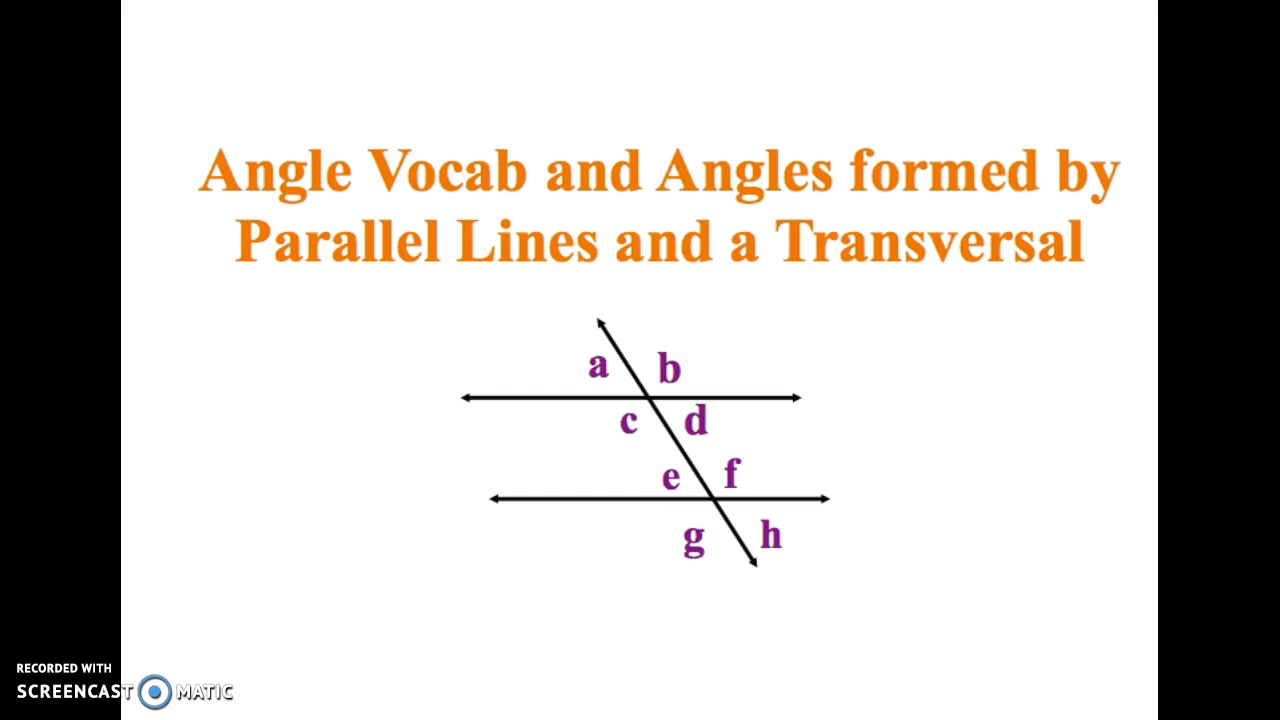 Angle Vocab and Angles formed by
Parallel Lines and a Transversal
a b
c d
e f
g h
RECORDED WITH
SCREENCAST MATIC